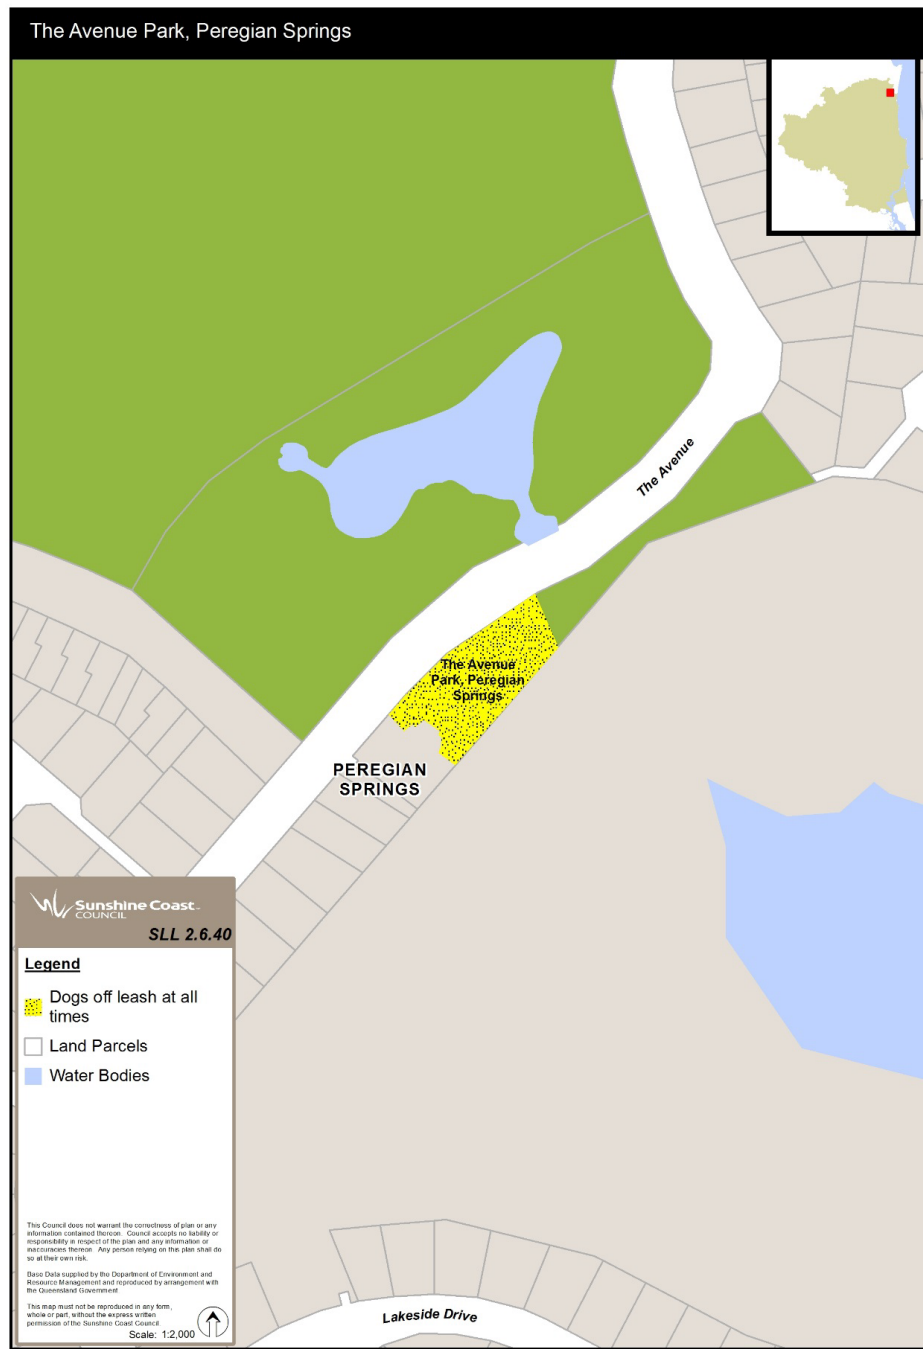 The Avenue Park, Peregian Springs
The Avenue
The Avenue
Park, Peregian
Springs
PEREGIAN
SPRINGS
Sunshine Coast
COUNCIL
SLL 2.6.40
Legend
Dogs off leash at all
times
Land Parcels
Water Bodies
This Council does not warrant the correctness of plan or any
information contained thereon. Council accepts no liability or
responsibility in respect of the plan and any information or
inaccuracies thereon. Any person relying on this plan shall do
so at their own risk.
Base Data supplied by the Department of Environment and
Resource Management and reproduced by arrangement with
the Queensland Government
This map must not be reproduced in any form,
whole or part, without the express written
permission of the Sunshine Coast Council
Scale: 1:2,000
Lakeside Drive